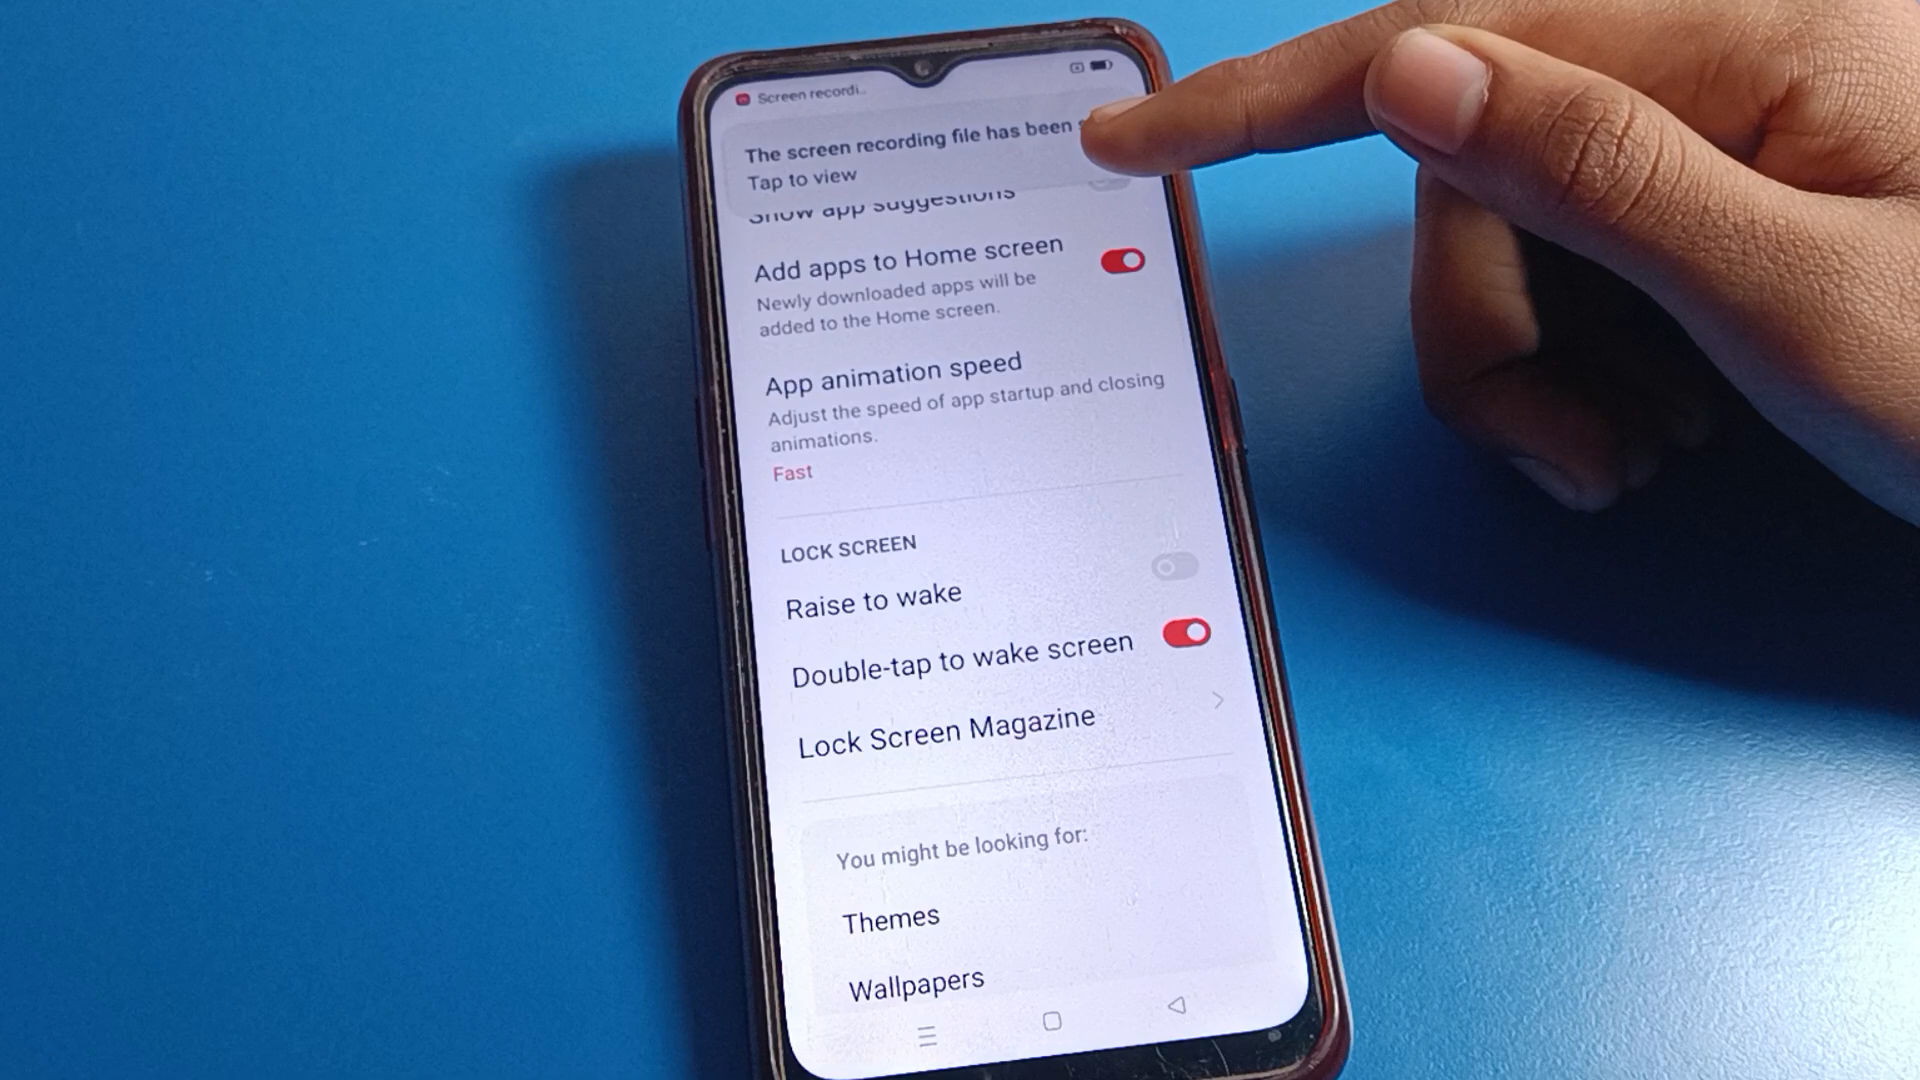 Screen recordi..
The screen recording file has been
Tap to view
Show app suggestions
Add apps to Home screen
Newly downloaded apps will be
added to the Home screen.
App animation speed
Adjust the speed of app startup and closing
animations.
Fast
LOCK SCREEN
Raise to wake
Double-tap to wake screen
Lock Screen Magazine
You might be looking for:
Themes
Wallpapers